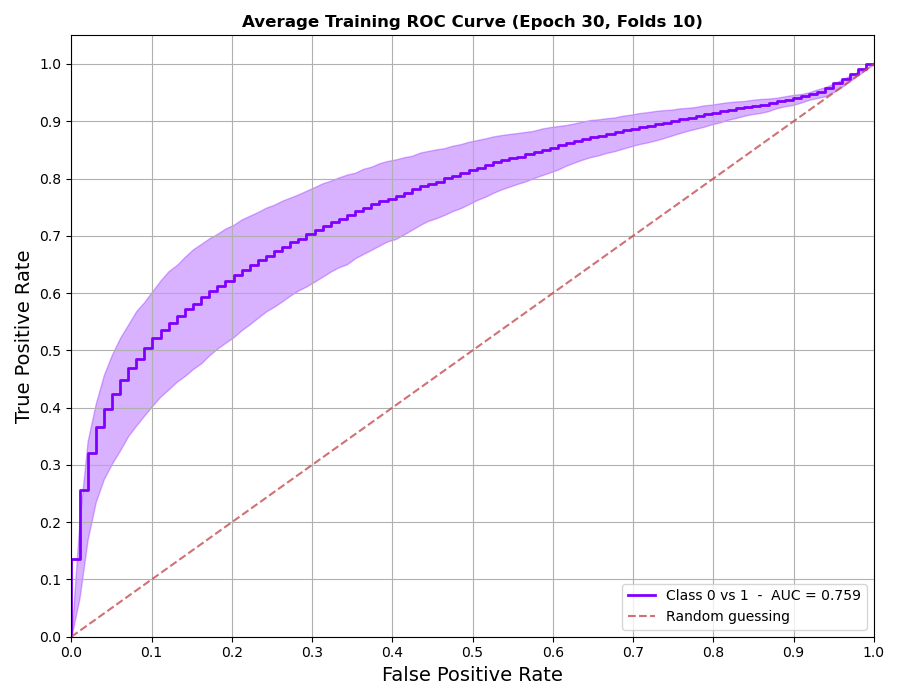 Average Training ROC Curve (Epoch 30, Folds 10)
True Positive Rate
1.0
0.9
0.8
0.7
0.6
0.5
0.4
0.3
0.2
0.1
0.0
Class 0 vs 1 - AUC = 0.759
Random guessing
0.0 0.1 0.2 0.3 0.4 0.5 0.6 0.7 0.8 0.9 1.0
False Positive Rate